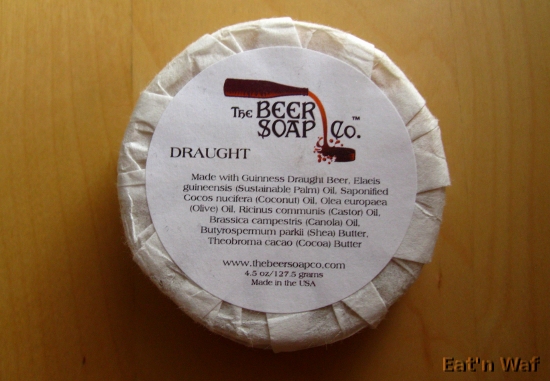 THE BEER
SOAP Co.™
DRAUGHT
Made with Guinness Draught Beer, Elaeis
guineensis (Sustainable Palm) Oil, Saponified
Cocos nucifera (Coconut) Oil, Olea europaea
(Olive) Oil, Ricinus communis (Castor) Oil,
Brassica campestris (Canola) Oil,
Butyrospermum parkii (Shea) Butter,
Theobroma cacao (Cocoa) Butter
www.thebeersoapco.com
4.5 oz/127.5 grams
Made in the USA
Eat'n Waf